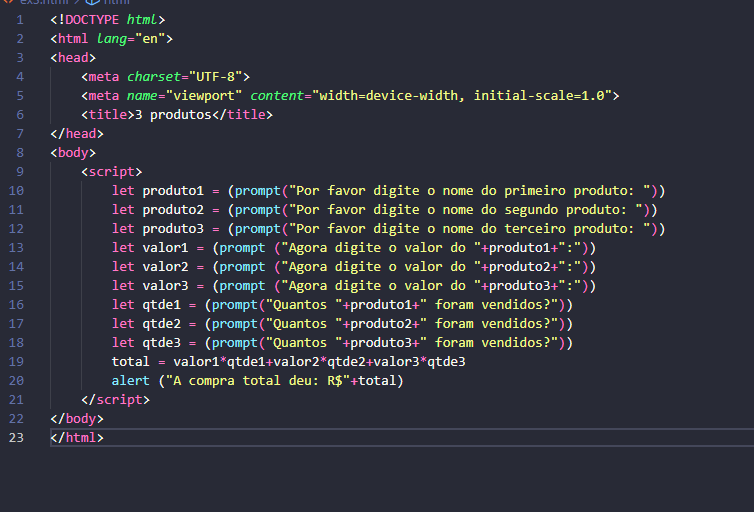 ex3.html > html
1 <!DOCTYPE html>
2 <html lang="en">
3 <head>
4 <meta charset="UTF-8">
5 <meta name="viewport" content="width=device-width, initial-scale=1.0">
6 <title>3 produtos</title>
7 </head>
8 <body>
9 <script>
10 let produto1 = (prompt("Por favor digite o nome do primeiro produto: "))
11 let produto2 = (prompt("Por favor digite o nome do segundo produto: "))
12 let produto3 = (prompt("Por favor digite o nome do terceiro produto: "))
13 let valor1 = (prompt ("Agora digite o valor do "+produto1+":"))
14 let valor2 = (prompt ("Agora digite o valor do "+produto2+":"))
15 let valor3 = (prompt ("Agora digite o valor do "+produto3+":"))
16 let qtde1 = (prompt("Quantos "+produto1+" foram vendidos?"))
17 let qtde2 = (prompt("Quantos "+produto2+" foram vendidos?"))
18 let qtde3 = (prompt("Quantos "+produto3+" foram vendidos?"))
19 total = valor1*qtde1+valor2*qtde2+valor3*qtde3
20 alert ("A compra total deu: R$"+total)
21 </script>
22 </body>
23 </html>